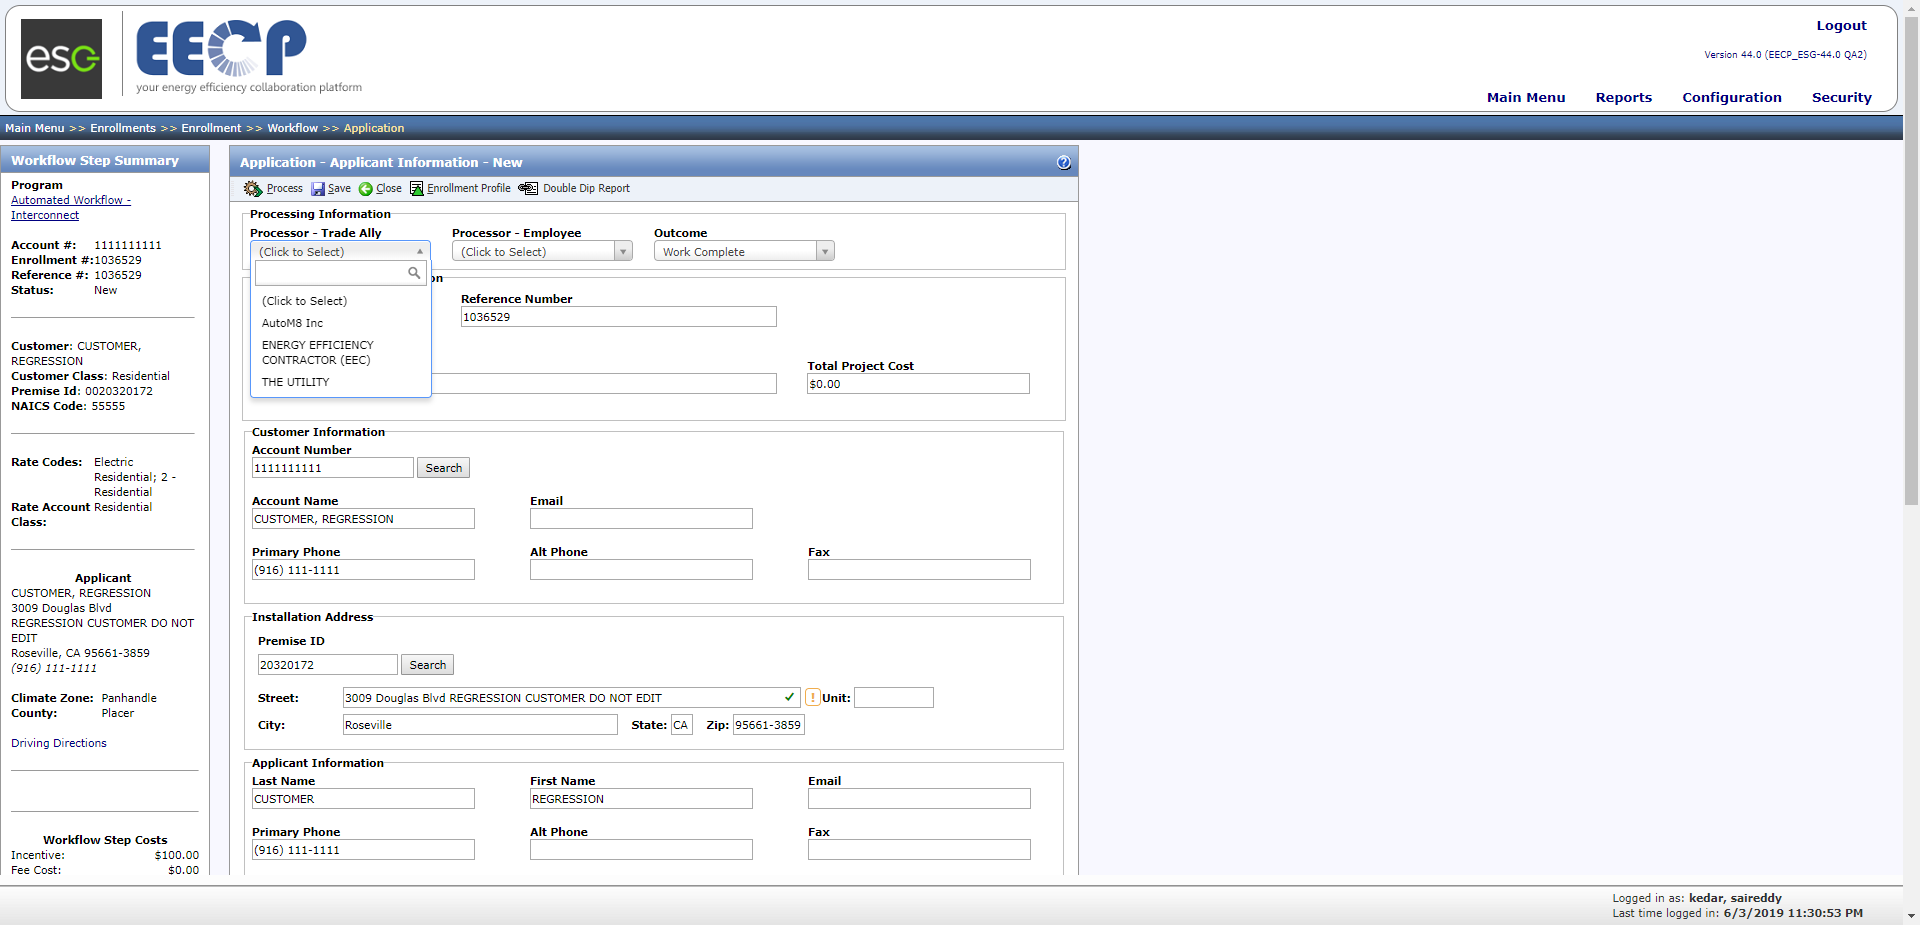 Logout
esg
EECP
your energy efficiency collaboration platform
Version 44.0 (EECP_ESG-44.0 QA2)
Main Menu Reports Configuration Security
Main Menu >> Enrollments >> Enrollment >> Workflow >> Application
Workflow Step Summary
Program
Automated Workflow -
Interconnect
Account #: 1111111111
Enrollment #:1036529
Reference #: 1036529
Status: New
Customer: CUSTOMER,
REGRESSION
Customer Class: Residential
Premise Id: 0020320172
NAICS Code: 55555
Rate Codes: Electric
Residential; 2 -
Residential
Rate Account Residential
Class:
Applicant
CUSTOMER, REGRESSION
3009 Douglas Blvd
REGRESSION CUSTOMER DO NOT
EDIT
Roseville, CA 95661-3859
(916) 111-1111
Climate Zone: Panhandle
County: Placer
Driving Directions
Workflow Step Costs
Incentive: $100.00
Fee Cost: $0.00
Application - Applicant Information - New
Process Save Close Enrollment Profile Double Dip Report
Processing Information
Processor - Trade Ally Processor - Employee Outcome
(Click to Select) (Click to Select) Work Complete
(Click to Select)
AutoM8 Inc
ENERGY EFFICIENCY
CONTRACTOR (EEC)
THE UTILITY
on
Reference Number
1036529
Total Project Cost
$0.00
Customer Information
Account Number
1111111111 Search
Account Name Email
CUSTOMER, REGRESSION
Primary Phone Alt Phone Fax
(916) 111-1111
Installation Address
Premise ID
20320172 Search
Street: 3009 Douglas Blvd REGRESSION CUSTOMER DO NOT EDIT ! Unit:
City: Roseville State: CA Zip: 95661-3859
Applicant Information
Last Name First Name Email
CUSTOMER REGRESSION
Primary Phone Alt Phone Fax
(916) 111-1111
Logged in as: kedar, saireddy
Last time logged in: 6/3/2019 11:30:53 PM